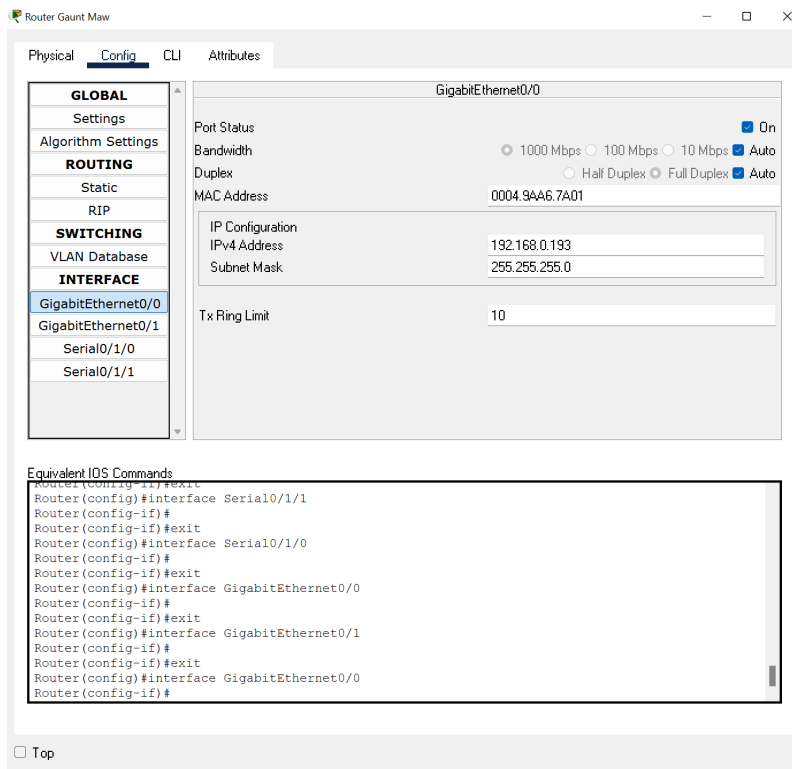 Router Gaunt Maw
Physical Config CLI Attributes
GLOBAL
Settings
Algorithm Settings
ROUTING
Static
RIP
SWITCHING
VLAN Database
INTERFACE
GigabitEthernet0/0
GigabitEthernet0/1
Serial0/1/0
Serial0/1/1
GigabitEthernet0/0
Port Status On
Bandwidth 1000 Mbps 100 Mbps 10 Mbps Auto
Duplex Half Duplex Full Duplex Auto
MAC Address 0004.9AA6.7A01
IP Configuration
IPv4 Address 192.168.0.193
Subnet Mask 255.255.255.0
Tx Ring Limit 10
Equivalent IOS Commands
Router(config-if)#exit
Router(config)#interface Serial0/1/1
Router(config-if)#
Router(config-if)#exit
Router(config)#interface Serial0/1/0
Router(config-if)#
Router(config-if)#exit
Router(config)#interface GigabitEthernet0/0
Router(config-if)#
Router(config-if)#exit
Router(config)#interface GigabitEthernet0/1
Router(config-if)#
Router(config-if)#exit
Router(config)#interface GigabitEthernet0/0
Router(config-if)#
Top